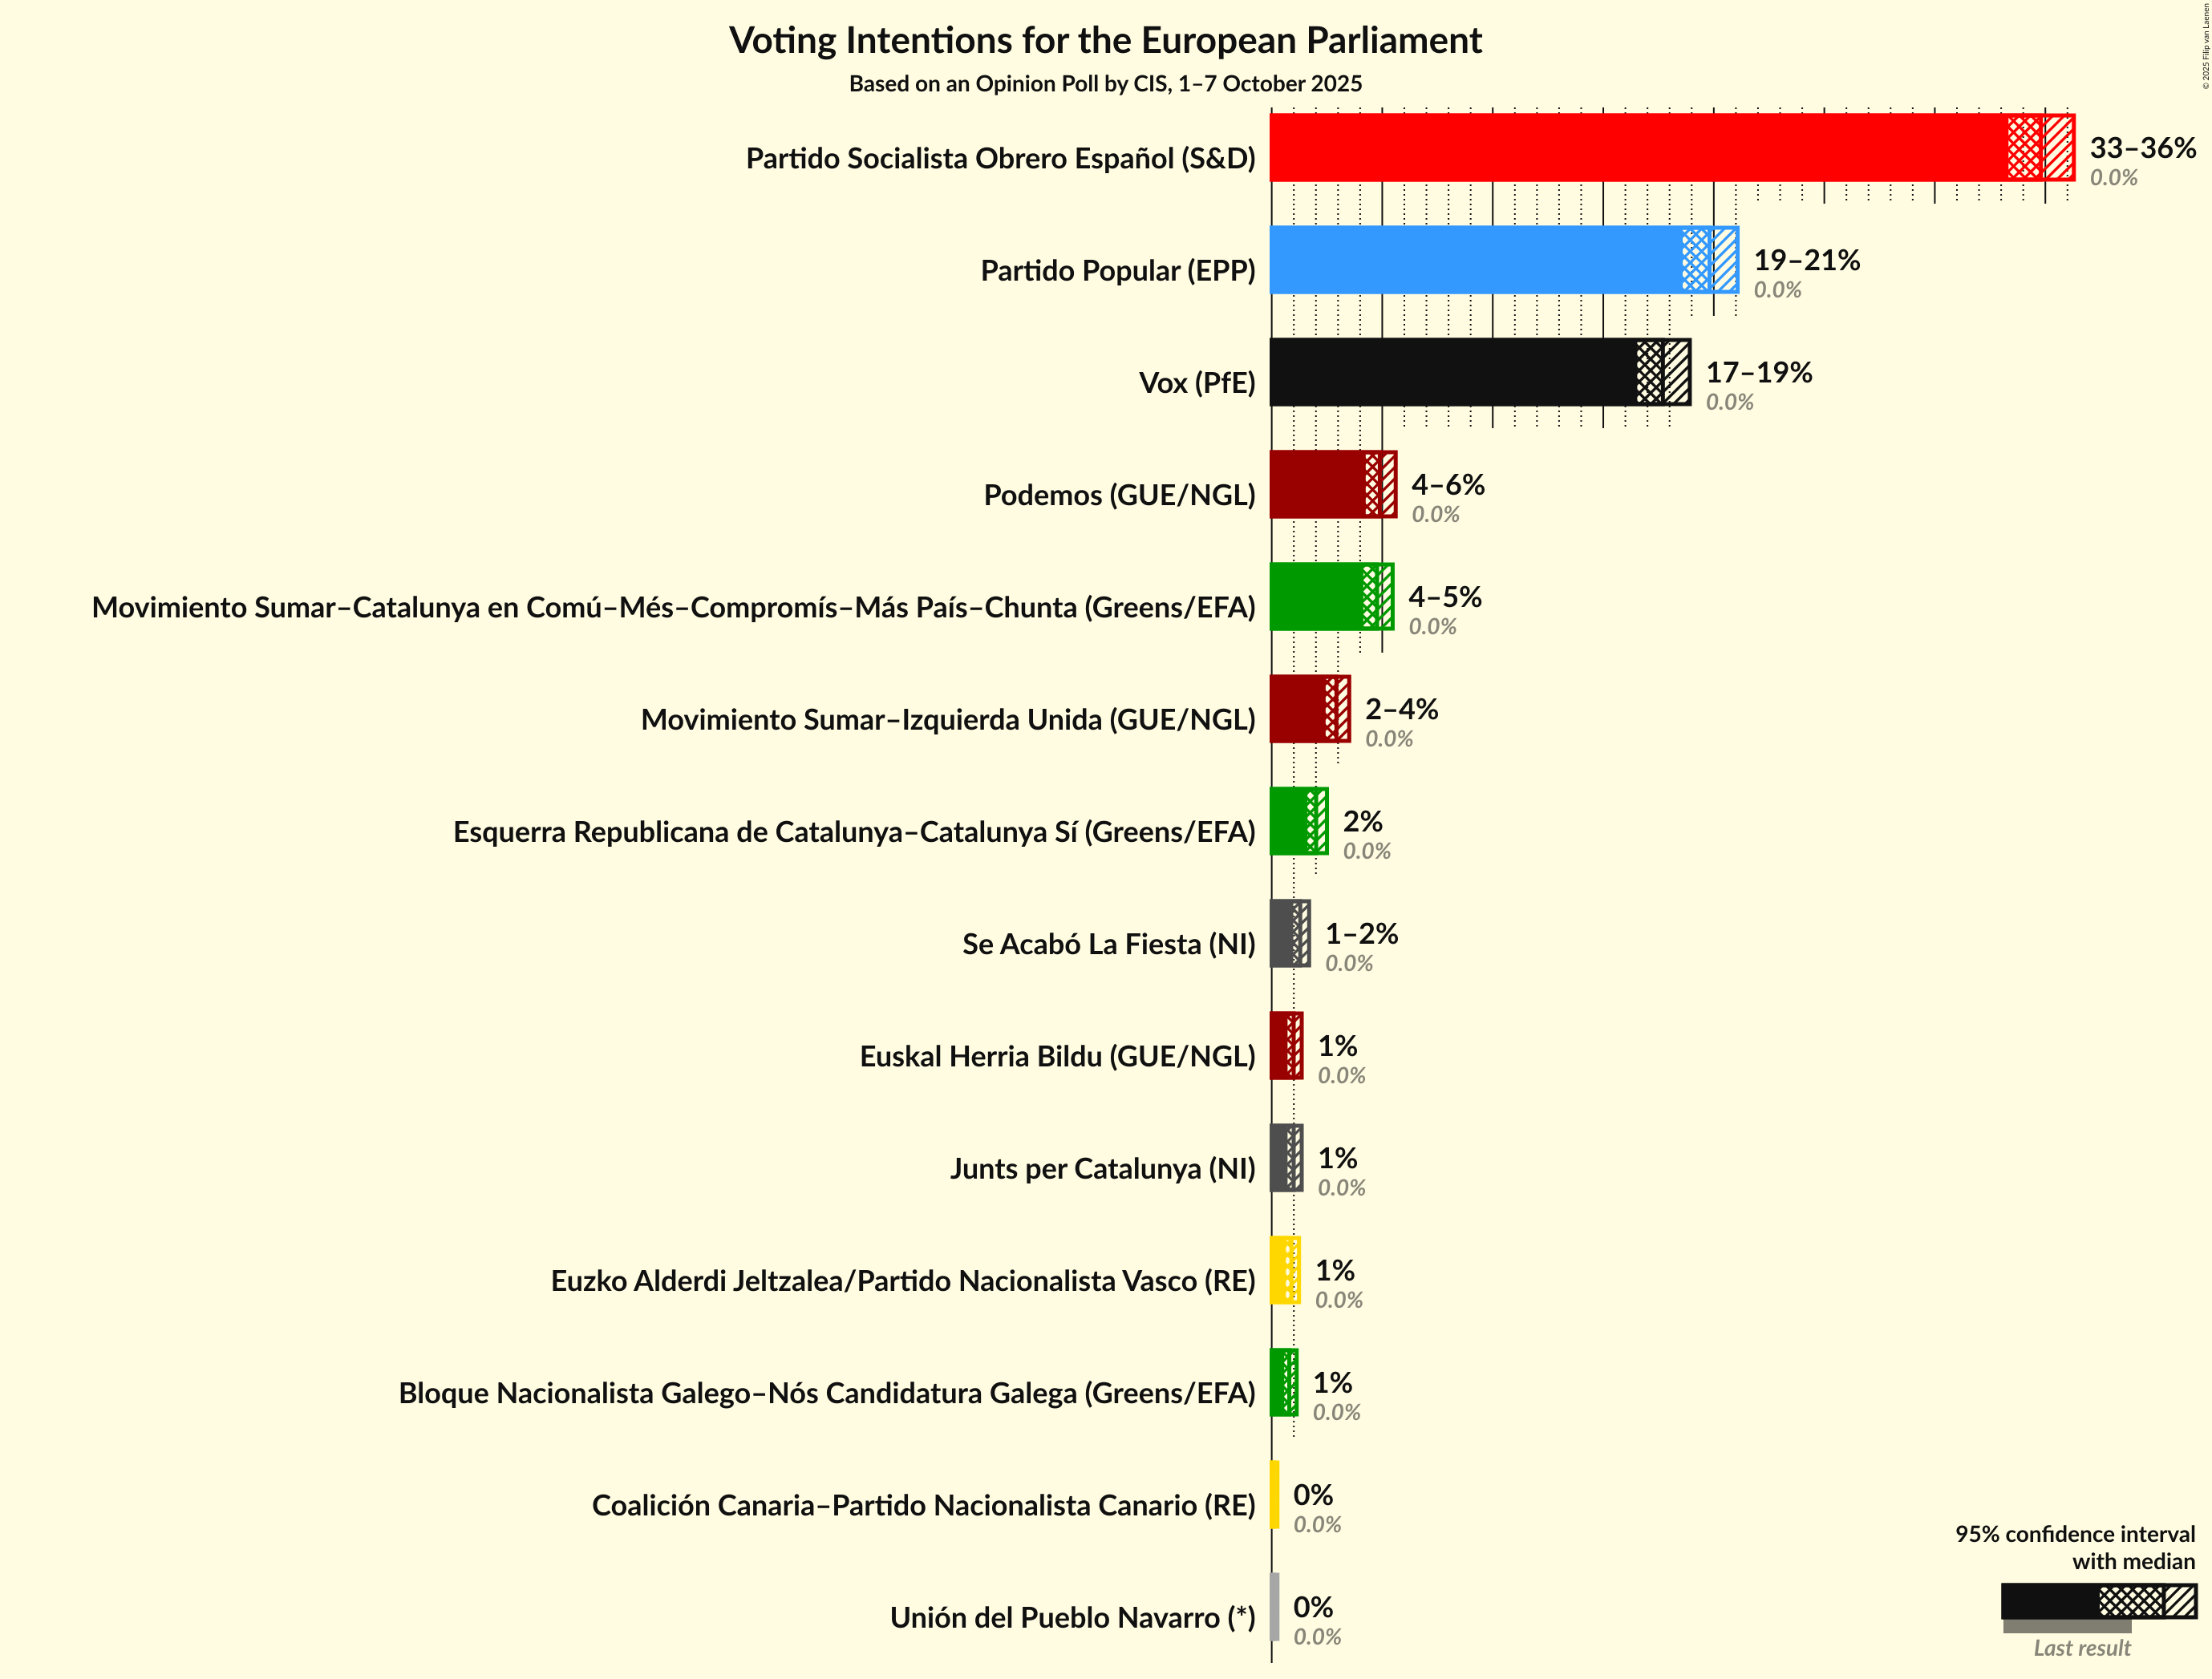 Voting Intentions for the European Parliament
Based on an Opinion Poll by CIS, 1–7 October 2025
© 2025 Filip van Laenen
Partido Socialista Obrero Español (S&D)
33–36%
0.0%
Partido Popular (EPP)
19–21%
0.0%
Vox (PfE)
17–19%
0.0%
Podemos (GUE/NGL)
4–6%
0.0%
Movimiento Sumar–Catalunya en Comú–Més–Compromís–Más País–Chunta (Greens/EFA)
4–5%
0.0%
Movimiento Sumar–Izquierda Unida (GUE/NGL)
2–4%
0.0%
Esquerra Republicana de Catalunya–Catalunya Sí (Greens/EFA)
2%
0.0%
Se Acabó La Fiesta (NI)
1–2%
0.0%
Euskal Herria Bildu (GUE/NGL)
1%
0.0%
Junts per Catalunya (NI)
1%
0.0%
Euzko Alderdi Jeltzalea/Partido Nacionalista Vasco (RE)
1%
0.0%
Bloque Nacionalista Galego–Nós Candidatura Galega (Greens/EFA)
1%
0.0%
Coalición Canaria–Partido Nacionalista Canario (RE)
0%
0.0%
Unión del Pueblo Navarro (*)
0%
0.0%
95% confidence interval
with median
Last result